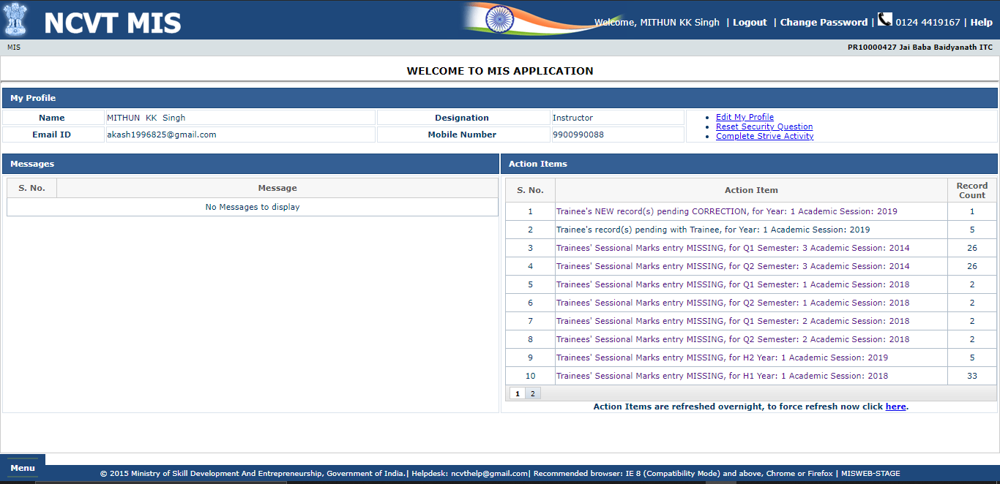 NCVT MIS
Welcome, MITHUN KK Singh | Logout | Change Password | 0124 4419167 | Help
MIS PR10000427 Jai Baba Baidyanath ITC
WELCOME TO MIS APPLICATION
My Profile
Name MITHUN KK Singh Designation Instructor
Email ID akash1996825@gmail.com Mobile Number 9900990088
Edit My Profile
Reset Security Question
Complete Strive Activity
Messages
S. No. Message
No Messages to display
Action Items
S. No. Action Item Record Count
1 Trainee's NEW record(s) pending CORRECTION, for Year: 1 Academic Session: 2019 1
2 Trainee's record(s) pending with Trainee, for Year: 1 Academic Session: 2019 5
3 Trainees' Sessional Marks entry MISSING, for Q1 Semester: 3 Academic Session: 2014 26
4 Trainees' Sessional Marks entry MISSING, for Q2 Semester: 3 Academic Session: 2014 26
5 Trainees' Sessional Marks entry MISSING, for Q1 Semester: 1 Academic Session: 2018 2
6 Trainees' Sessional Marks entry MISSING, for Q2 Semester: 1 Academic Session: 2018 2
7 Trainees' Sessional Marks entry MISSING, for Q1 Semester: 2 Academic Session: 2018 2
8 Trainees' Sessional Marks entry MISSING, for Q2 Semester: 2 Academic Session: 2018 2
9 Trainees' Sessional Marks entry MISSING, for H2 Year: 1 Academic Session: 2019 5
10 Trainees' Sessional Marks entry MISSING, for H1 Year: 1 Academic Session: 2018 33
1 2
Action Items are refreshed overnight, to force refresh now click here.
Menu
© 2015 Ministry of Skill Development And Entrepreneurship, Government of India.| Helpdesk: ncvthelp@gmail.com| Recommended browser: IE 8 (Compatibility Mode) and above, Chrome or Firefox | MISWEB-STAGE